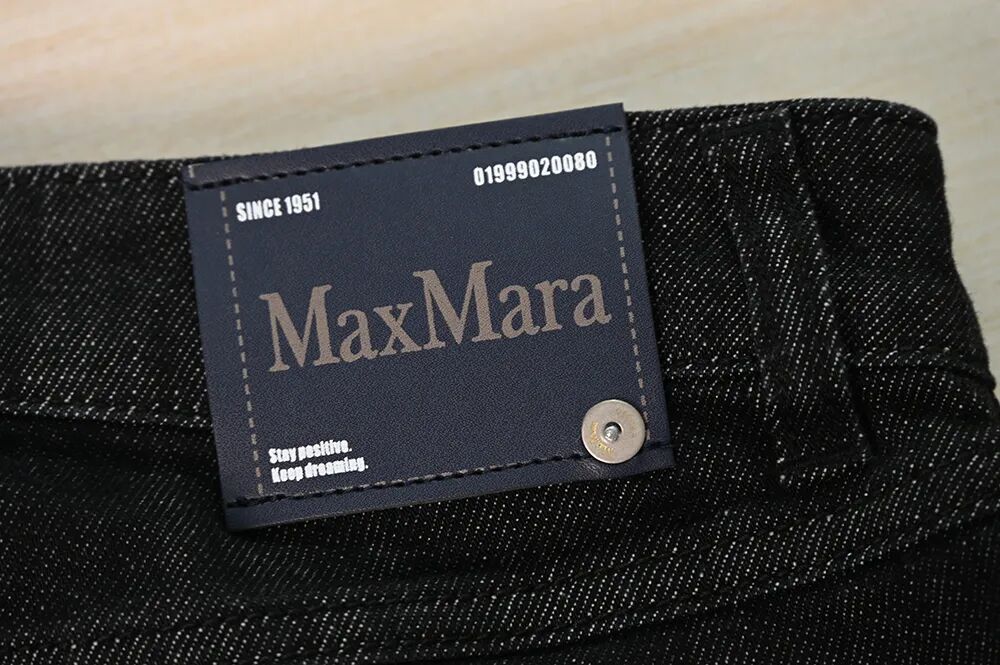 SINCE 1951
01999020080
MaxMara
Stay positive.
Keep dreaming.